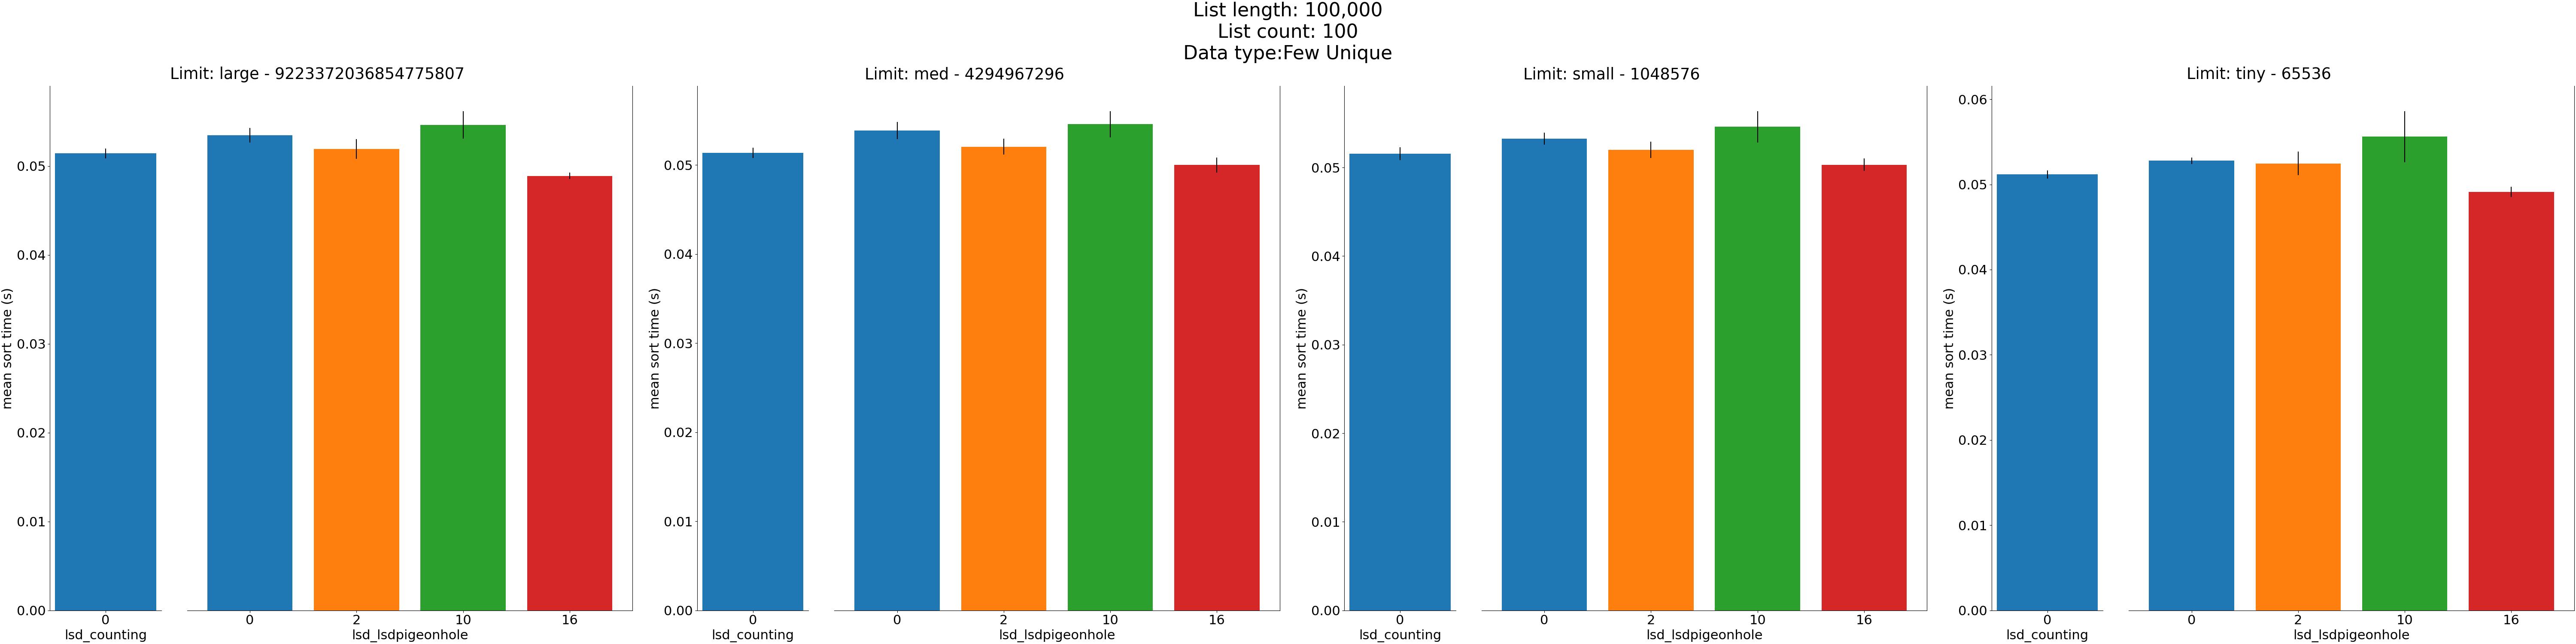 List length: 100,000
List count: 100
Data type:Few Unique
Limit: large - 9223372036854775807
mean sort time (s)
0.05
0.04
0.03
0.02
0.01
0.00
0
0 2 10 16
lsd_counting
lsd_lsdpigeonhole
Limit: med - 4294967296
mean sort time (s)
0.05
0.04
0.03
0.02
0.01
0.00
0
0 2 10 16
lsd_counting
lsd_lsdpigeonhole
Limit: small - 1048576
mean sort time (s)
0.05
0.04
0.03
0.02
0.01
0.00
0
0 2 10 16
lsd_counting
lsd_lsdpigeonhole
Limit: tiny - 65536
mean sort time (s)
0.06
0.05
0.04
0.03
0.02
0.01
0.00
0
0 2 10 16
lsd_counting
lsd_lsdpigeonhole